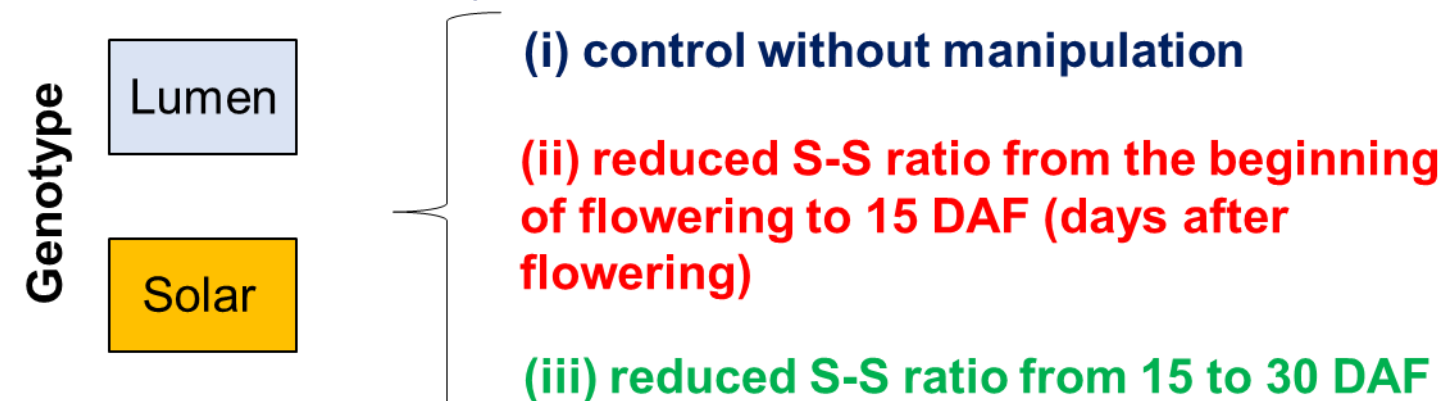 Genotype
Lumen
Solar
(i) control without manipulation
(ii) reduced S-S ratio from the beginning
of flowering to 15 DAF (days after
flowering)
(iii) reduced S-S ratio from 15 to 30 DAF